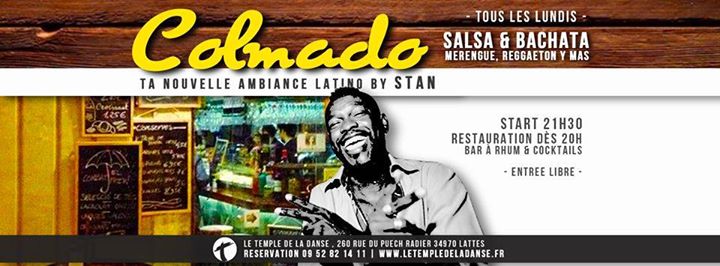 Colmado
- TOUS LES LUNDIS -
SALSA & BACHATA
MERENGUE, REGGAETON Y MAS
TA NOUVELLE AMBIANCE LATINO BY STAN
START 21H30
RESTAURATION DÈS 20H
BAR À RHUM & COCKTAILS
- ENTREE LIBRE -
LE TEMPLE DE LA DANSE , 260 RUE DU PUECH RADIER 34970 LATTES
RESERVATION 09 52 82 14 11 | WWW.LETEMPLEDELADANSE.FR